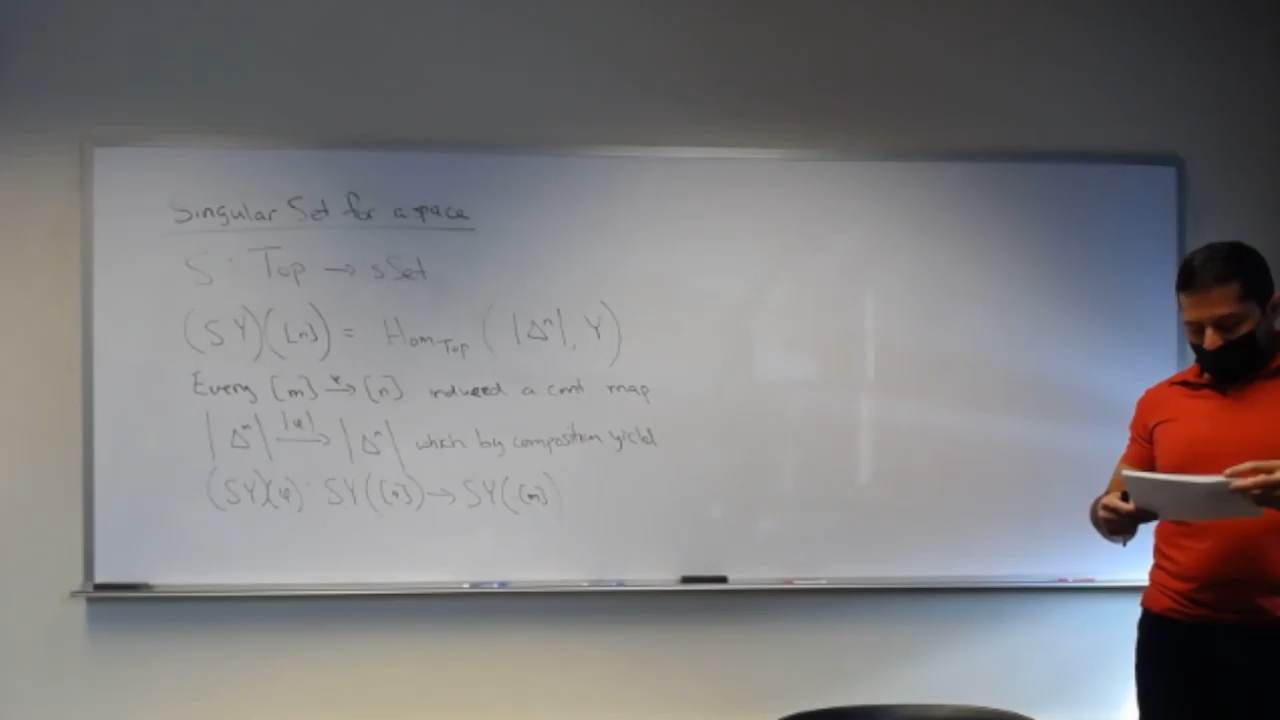 Singular Set for a space
S: Top → sSet
(SY)([n]) = Hom_Top (|Δⁿ|, Y)
Every [m] →^φ [n] induced a cont map
|Δᵐ| →^|φ| |Δⁿ| which by composition yield
(SY)(φ): SY([n]) → SY([m])